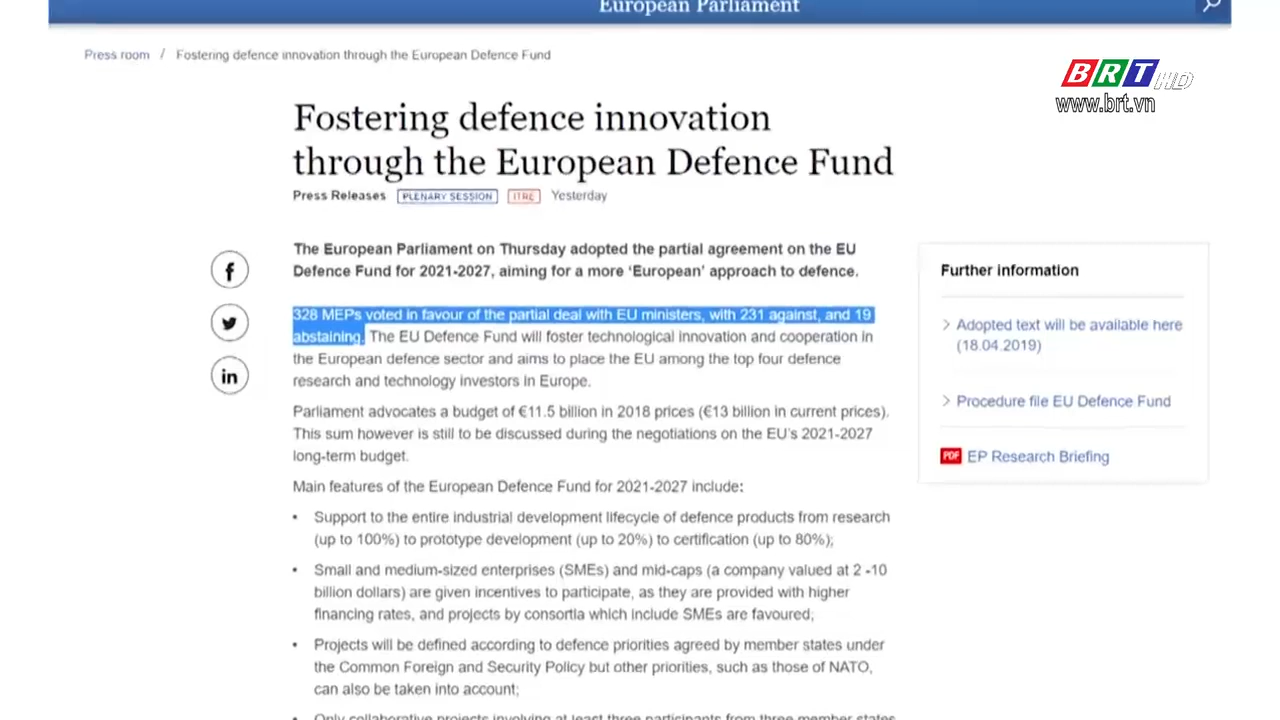 European Parliament
Press room / Fostering defence innovation through the European Defence Fund
BRT HD
www.brt.vn
Fostering defence innovation
through the European Defence Fund
Press Releases PLENARY SESSION ITRE Yesterday
The European Parliament on Thursday adopted the partial agreement on the EU
Defence Fund for 2021-2027, aiming for a more ‘European’ approach to defence.
328 MEPs voted in favour of the partial deal with EU ministers, with 231 against, and 19
abstaining. The EU Defence Fund will foster technological innovation and cooperation in
the European defence sector and aims to place the EU among the top four defence
research and technology investors in Europe.
Parliament advocates a budget of €11.5 billion in 2018 prices (€13 billion in current prices).
This sum however is still to be discussed during the negotiations on the EU’s 2021-2027
long-term budget.
Main features of the European Defence Fund for 2021-2027 include:
• Support to the entire industrial development lifecycle of defence products from research
(up to 100%) to prototype development (up to 20%) to certification (up to 80%);
• Small and medium-sized enterprises (SMEs) and mid-caps (a company valued at 2 -10
billion dollars) are given incentives to participate, as they are provided with higher
financing rates, and projects by consortia which include SMEs are favoured;
• Projects will be defined according to defence priorities agreed by member states under
the Common Foreign and Security Policy but other priorities, such as those of NATO,
can also be taken into account;
• Only collaborative projects involving at least three participants from three member states
Further information
Adopted text will be available here
(18.04.2019)
Procedure file EU Defence Fund
PDF EP Research Briefing